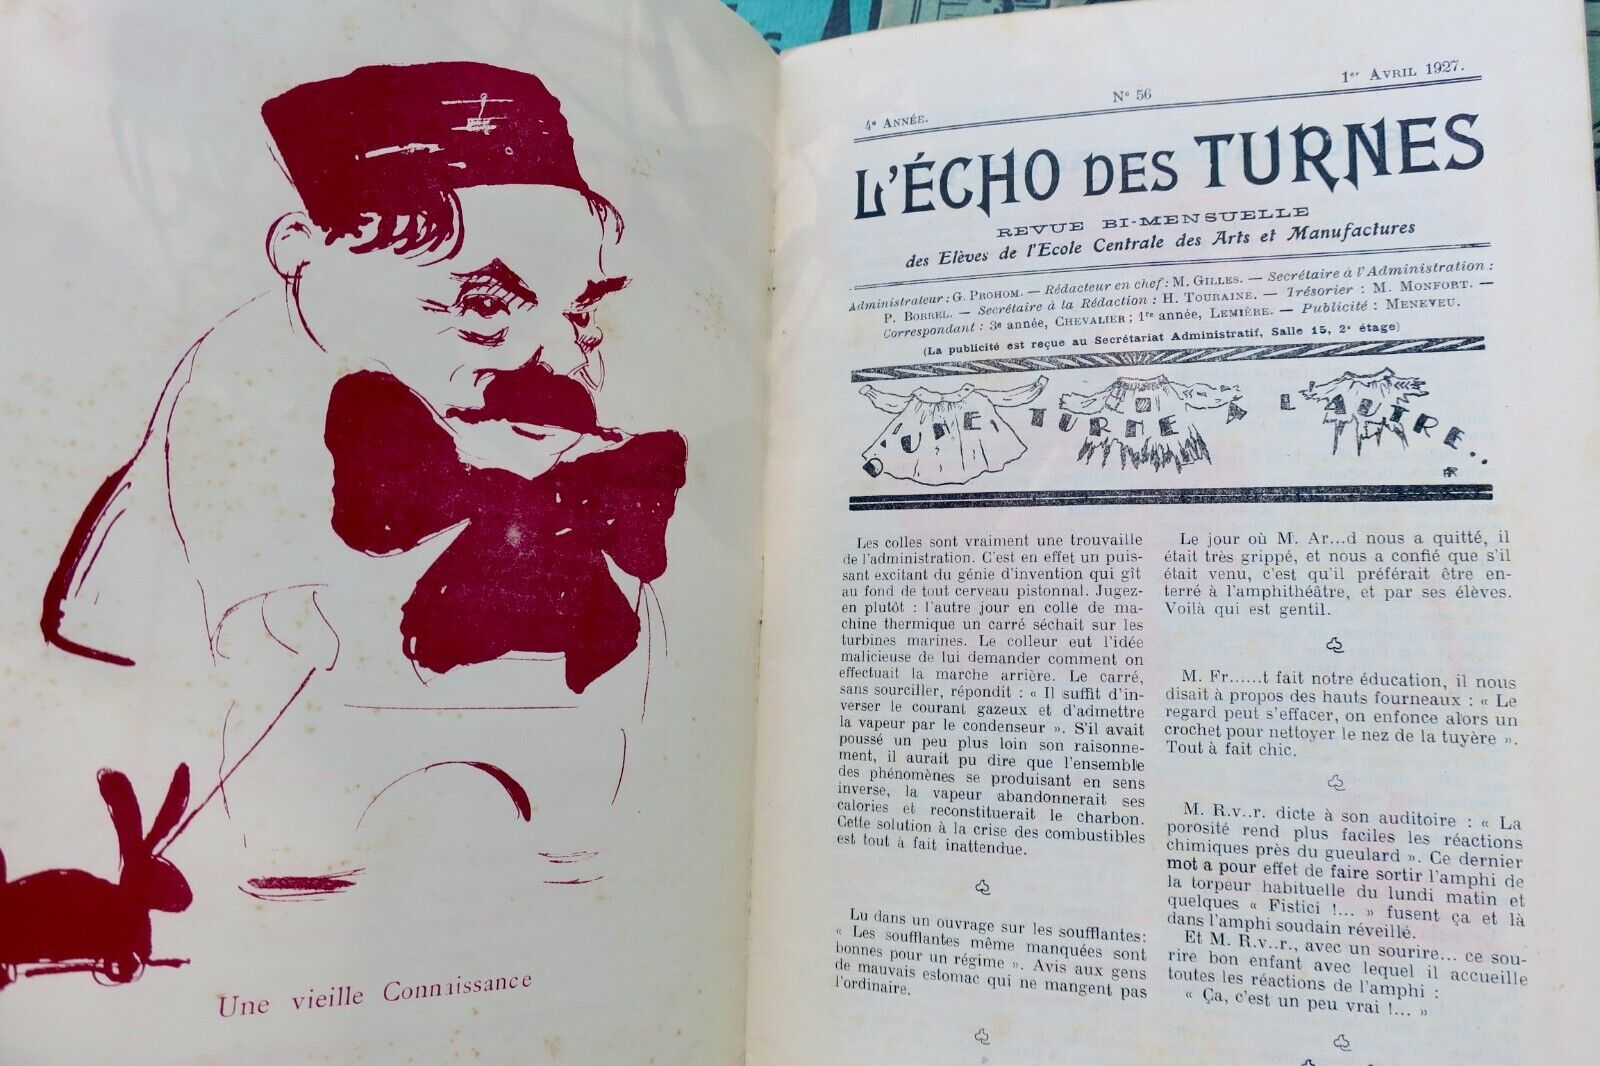 Une vieille Connaissance
4e ANNÉE.
N° 56
1er AVRIL 1927.
L'ÉCHO DES TURNES
REVUE BI-MENSUELLE
des Elèves de l'Ecole Centrale des Arts et Manufactures
Administrateur : G. PROHOM. — Rédacteur en chef : M. GILLES. — Secrétaire à l'Administration :
P. BORREL. — Secrétaire à la Rédaction : H. TOURAINE. — Trésorier : M. MONFORT. —
Correspondant : 3e année, CHEVALIER ; 1re année, LEMIÈRE. — Publicité : MENEVEU.
(La publicité est reçue au Secrétariat Administratif, Salle 15, 2e étage)
D'UNE TURNE A L'AUTRE..
Les colles sont vraiment une trouvaille
de l'administration. C'est en effet un puis-
sant excitant du génie d'invention qui gît
au fond de tout cerveau pistonnal. Jugez-
en plutôt : l'autre jour en colle de ma-
chine thermique un carré séchait sur les
turbines marines. Le colleur eut l'idée
malicieuse de lui demander comment on
effectuait la marche arrière. Le carré,
sans sourciller, répondit : « Il suffit d'in-
verser le courant gazeux et d'admettre
la vapeur par le condenseur ». S'il avait
poussé un peu plus loin son raisonne-
ment, il aurait pu dire que l'ensemble
des phénomènes se produisant en sens
inverse, la vapeur abandonnerait ses
calories et reconstituerait le charbon.
Cette solution à la crise des combustibles
est tout à fait inattendue.
Lu dans un ouvrage sur les soufflantes:
« Les soufflantes même manquées sont
bonnes pour un régime ». Avis aux gens
de mauvais estomac qui ne mangent pas
l'ordinaire.
Le jour où M. Ar...d nous a quitté, il
était très grippé, et nous a confié que s'il
était venu, c'est qu'il préférait être en-
terré à l'amphithéâtre, et par ses élèves.
Voilà qui est gentil.
M. Fr......t fait notre éducation, il nous
disait à propos des hauts fourneaux : « Le
regard peut s'effacer, on enfonce alors un
crochet pour nettoyer le nez de la tuyère ».
Tout à fait chic.
M. R.v..r. dicte à son auditoire : « La
porosité rend plus faciles les réactions
chimiques près du gueulard ». Ce dernier
mot a pour effet de faire sortir l'amphi de
la torpeur habituelle du lundi matin et
quelques « Fistici !... » fusent ça et là
dans l'amphi soudain réveillé.
Et M. R.v..r., avec un sourire... ce sou-
rire bon enfant avec lequel il accueille
toutes les réactions de l'amphi :
« Ça, c'est un peu vrai !... »